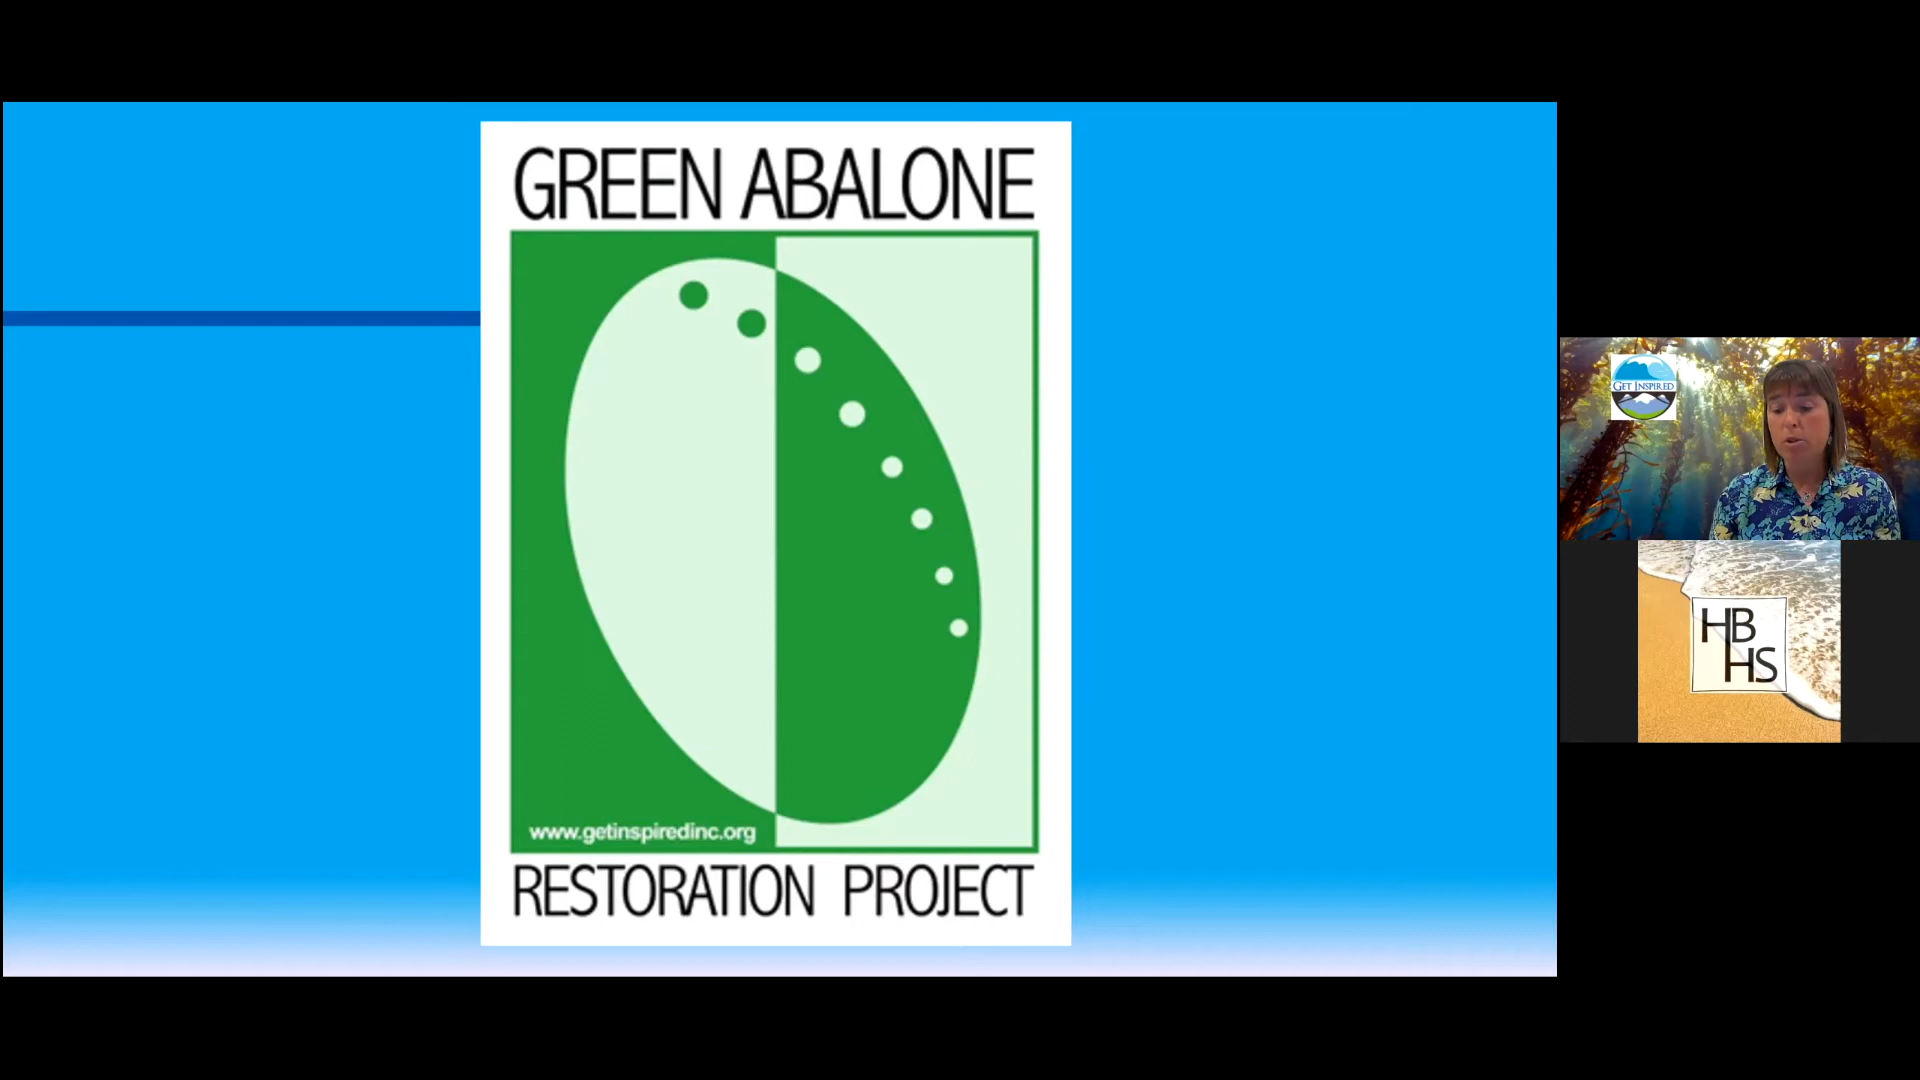 GREEN ABALONE
www.getinspiredinc.org
RESTORATION PROJECT
GET INSPIRED
HB
HS